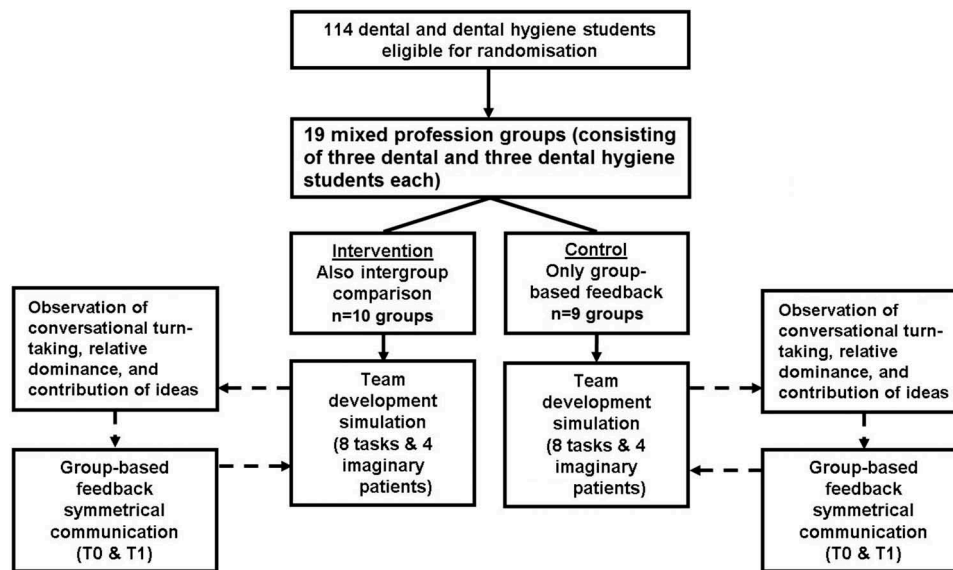 114 dental and dental hygiene students
eligible for randomisation
19 mixed profession groups (consisting
of three dental and three dental hygiene
students each)
Intervention
Also intergroup
comparison
n=10 groups
Control
Only group-
based feedback
n=9 groups
Observation of
conversational turn-
taking, relative
dominance, and
contribution of ideas
Team
development
simulation
(8 tasks & 4
imaginary
patients)
Team
development
simulation
(8 tasks & 4
imaginary
patients)
Observation of
conversational turn-
taking, relative
dominance, and
contribution of ideas
Group-based
feedback
symmetrical
communication
(T0 & T1)
Group-based
feedback
symmetrical
communication
(T0 & T1)